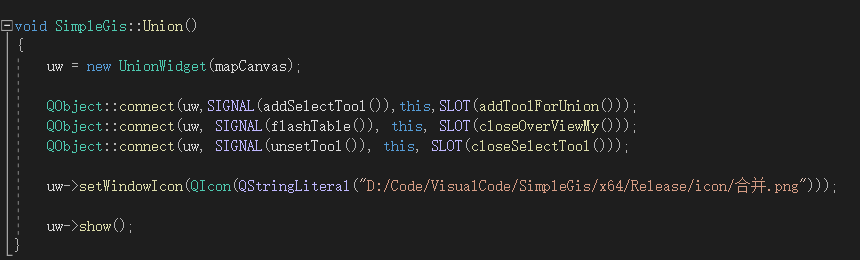 void SimpleGis::Union()
{
uw = new UnionWidget(mapCanvas);
QObject::connect(uw,SIGNAL(addSelectTool()),this,SLOT(addToolForUnion()));
QObject::connect(uw, SIGNAL(flashTable()), this, SLOT(closeOverViewMy()));
QObject::connect(uw, SIGNAL(unsetTool()), this, SLOT(closeSelectTool()));
uw->setWindowIcon(QIcon(QStringLiteral("D:/Code/VisualCode/SimpleGis/x64/Release/icon/合并.png")));
uw->show();
}